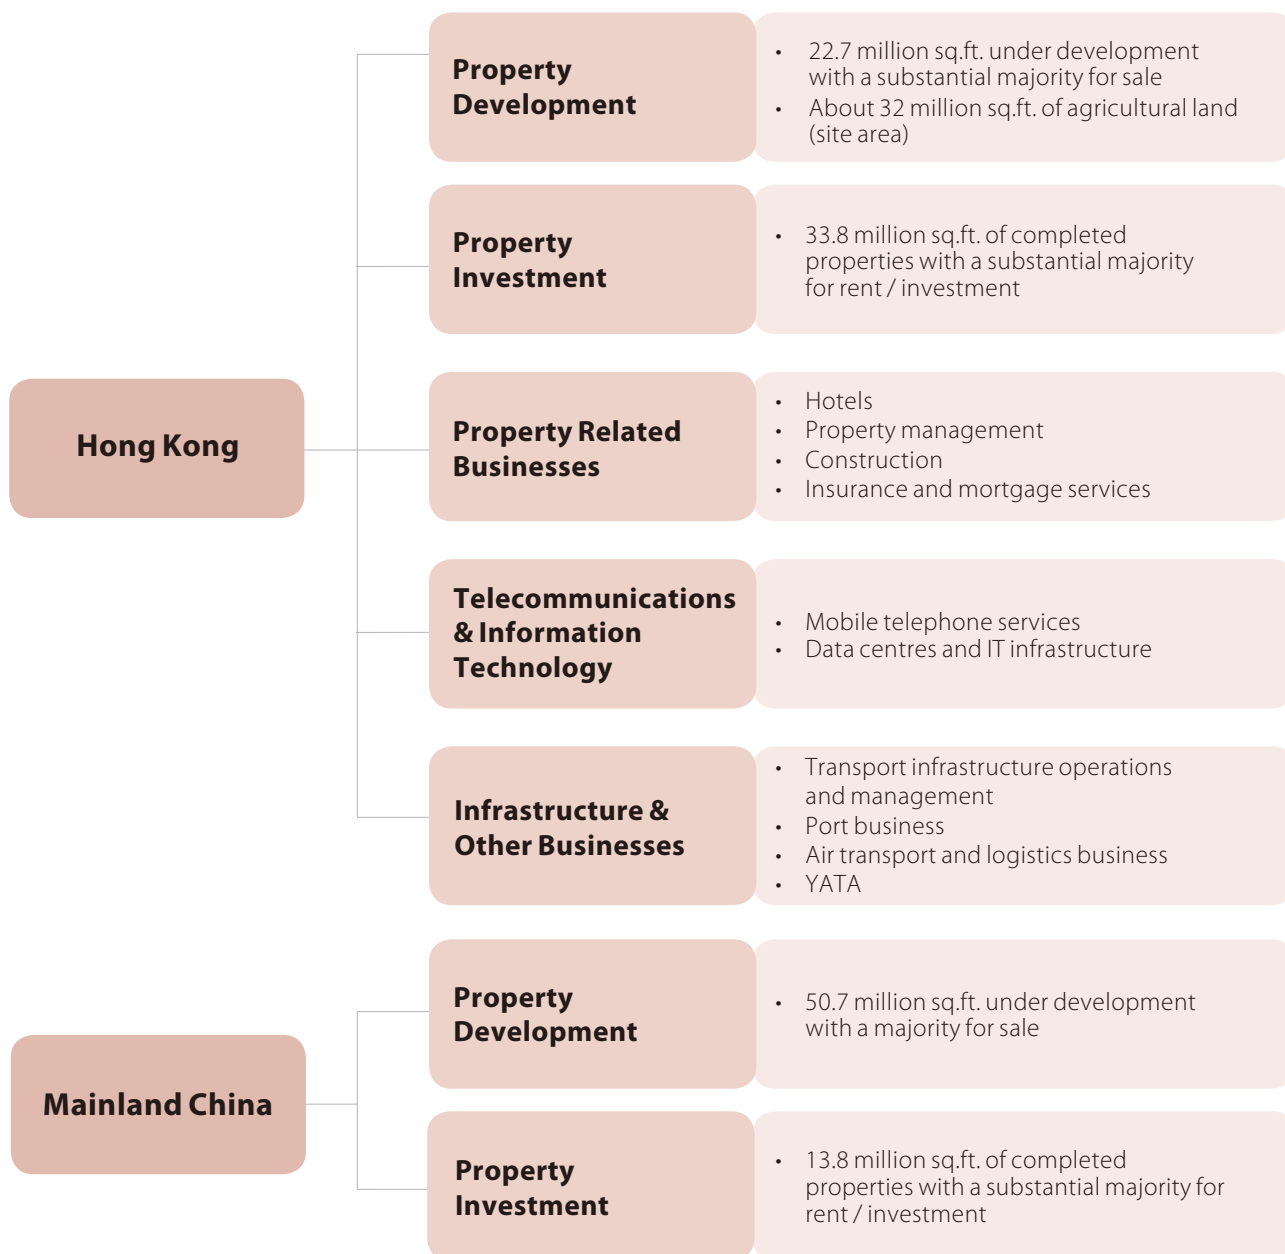 Hong Kong
Property
Development
• 22.7 million sq.ft. under development
with a substantial majority for sale
• About 32 million sq.ft. of agricultural land
(site area)
Property
Investment
• 33.8 million sq.ft. of completed
properties with a substantial majority
for rent / investment
Property Related
Businesses
• Hotels
• Property management
• Construction
• Insurance and mortgage services
Telecommunications
& Information
Technology
• Mobile telephone services
• Data centres and IT infrastructure
Infrastructure &
Other Businesses
• Transport infrastructure operations
and management
• Port business
• Air transport and logistics business
• YATA
Mainland China
Property
Development
• 50.7 million sq.ft. under development
with a majority for sale
Property
Investment
• 13.8 million sq.ft. of completed
properties with a substantial majority for
rent / investment